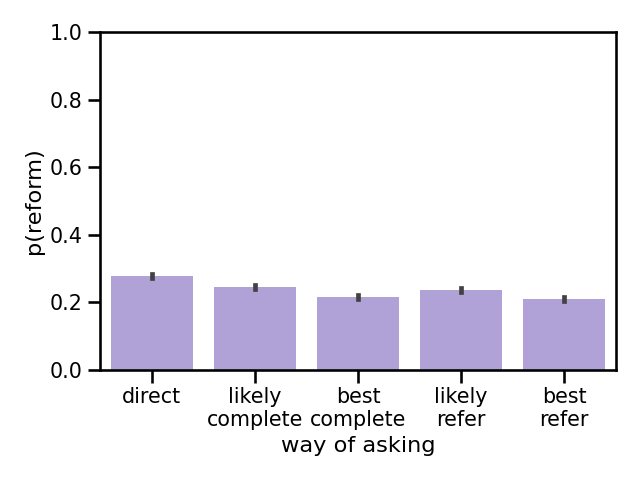 p(reform)
1.0
0.8
0.6
0.4
0.2
0.0
direct
likely complete
best complete
likely refer
best refer
way of asking